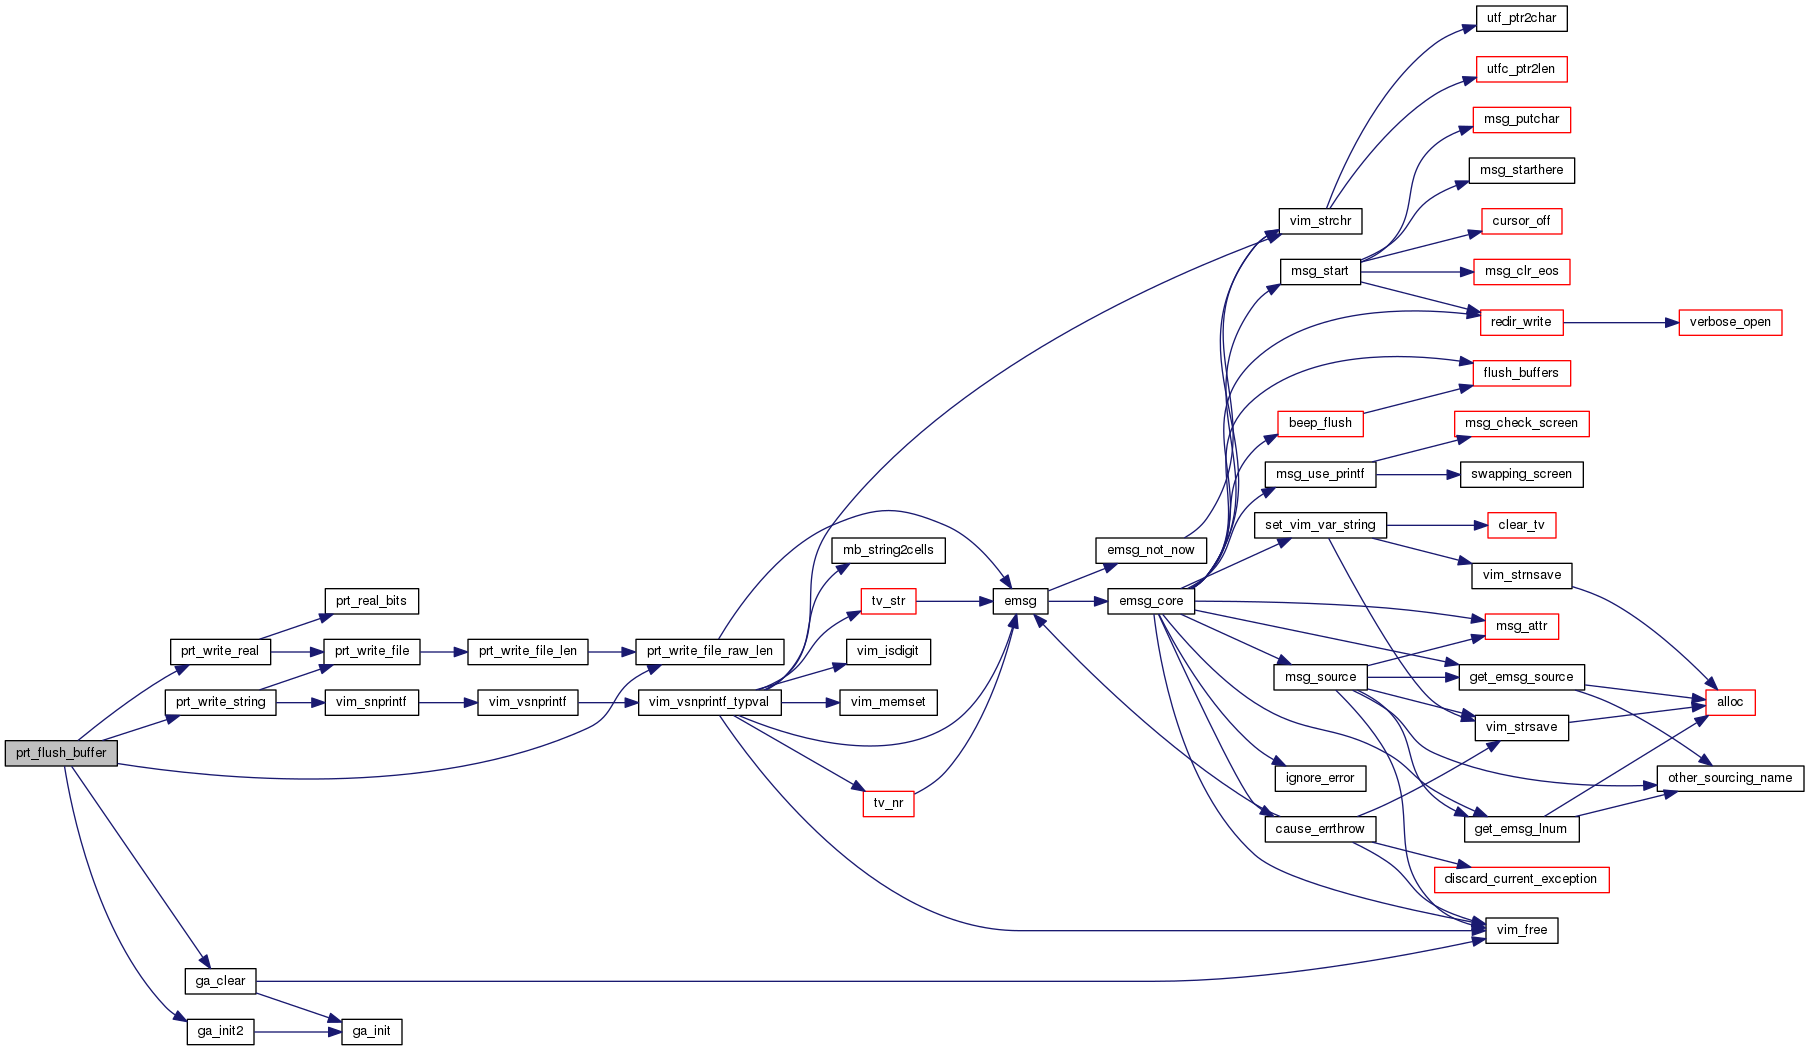 utf_ptr2char
utfc_ptr2len
msg_putchar
msg_starthere
vim_strchr
cursor_off
msg_start
msg_clr_eos
redir_write
verbose_open
flush_buffers
beep_flush
msg_check_screen
msg_use_printf
swapping_screen
set_vim_var_string
clear_tv
emsg_not_now
mb_string2cells
vim_strnsave
prt_real_bits
tv_str
emsg
emsg_core
msg_attr
prt_write_real
prt_write_file
prt_write_file_len
prt_write_file_raw_len
vim_isdigit
msg_source
get_emsg_source
prt_write_string
vim_snprintf
vim_vsnprintf
vim_vsnprintf_typval
vim_memset
alloc
vim_strsave
prt_flush_buffer
ignore_error
other_sourcing_name
tv_nr
cause_errthrow
get_emsg_lnum
discard_current_exception
vim_free
ga_clear
ga_init2
ga_init